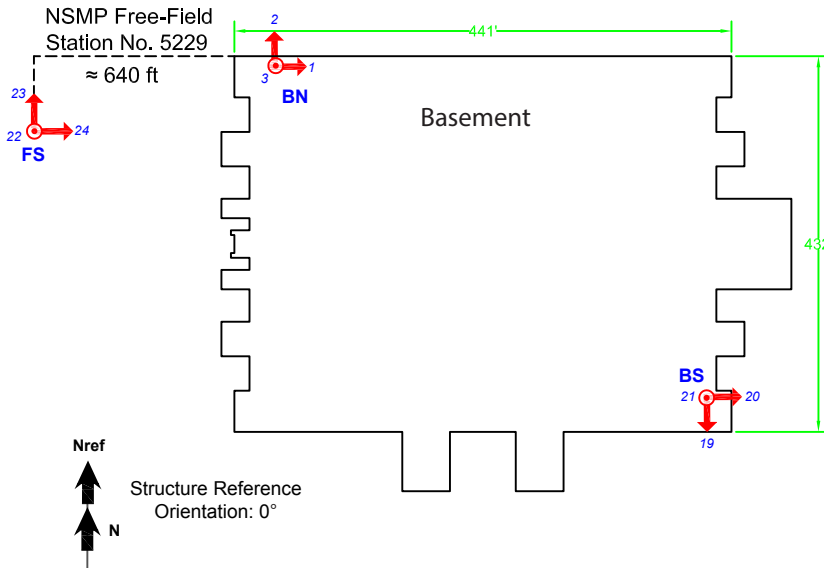 NSMP Free-Field
Station No. 5229
≈ 640 ft
2
441'
3
1
BN
Basement
23
22
24
FS
BS
21
20
19
Nref
N
Structure Reference
Orientation: 0°